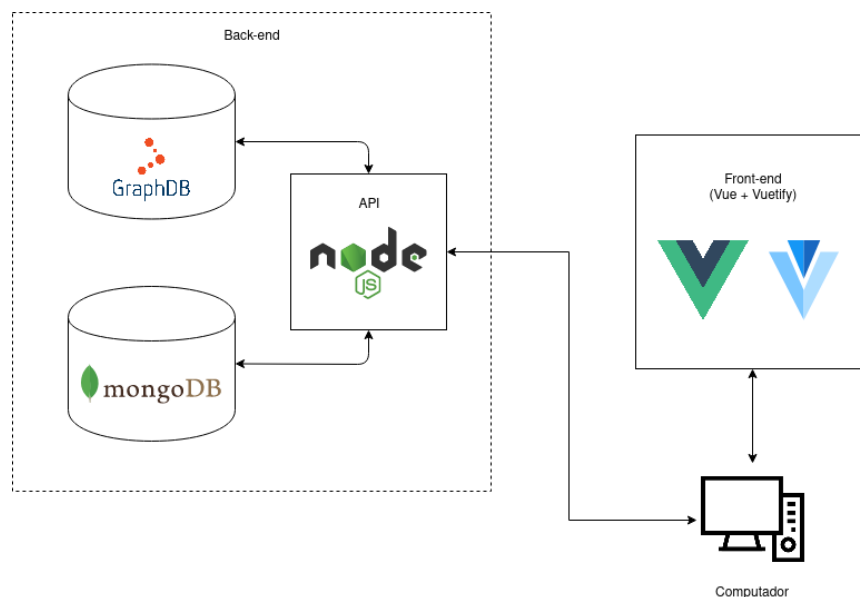 Back-end
GraphDB
API
node
JS
mongoDB
Front-end
(Vue + Vuetify)
Computador